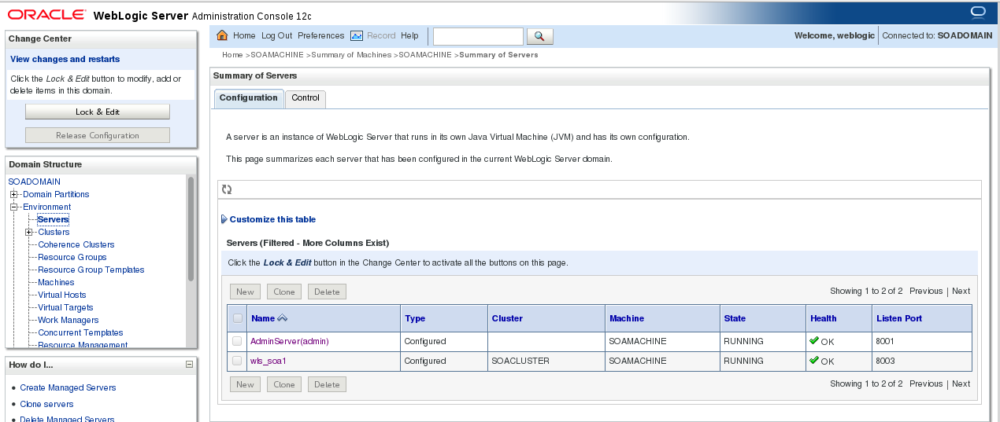 ORACLE WebLogic Server Administration Console 12c
Change Center
View changes and restarts
Click the Lock & Edit button to modify, add or
delete items in this domain.
Lock & Edit
Release Configuration
Domain Structure
SOADOMAIN
Domain Partitions
Environment
Servers
Clusters
Coherence Clusters
Resource Groups
Resource Group Templates
Machines
Virtual Hosts
Virtual Targets
Work Managers
Concurrent Templates
Resource Management
How do I...
Create Managed Servers
Clone servers
Delete Managed Servers
Home Log Out Preferences Record Help
Welcome, weblogic Connected to: SOADOMAIN
Home >SOAMACHINE >Summary of Machines >SOAMACHINE >Summary of Servers
Summary of Servers
Configuration Control
A server is an instance of WebLogic Server that runs in its own Java Virtual Machine (JVM) and has its own configuration.
This page summarizes each server that has been configured in the current WebLogic Server domain.
Customize this table
Servers (Filtered - More Columns Exist)
Click the Lock & Edit button in the Change Center to activate all the buttons on this page.
New Clone Delete Showing 1 to 2 of 2 Previous | Next
Name Type Cluster Machine State Health Listen Port
AdminServer(admin) Configured SOAMACHINE RUNNING OK 8001
wls_soa1 Configured SOACLUSTER SOAMACHINE RUNNING OK 8003
New Clone Delete Showing 1 to 2 of 2 Previous | Next